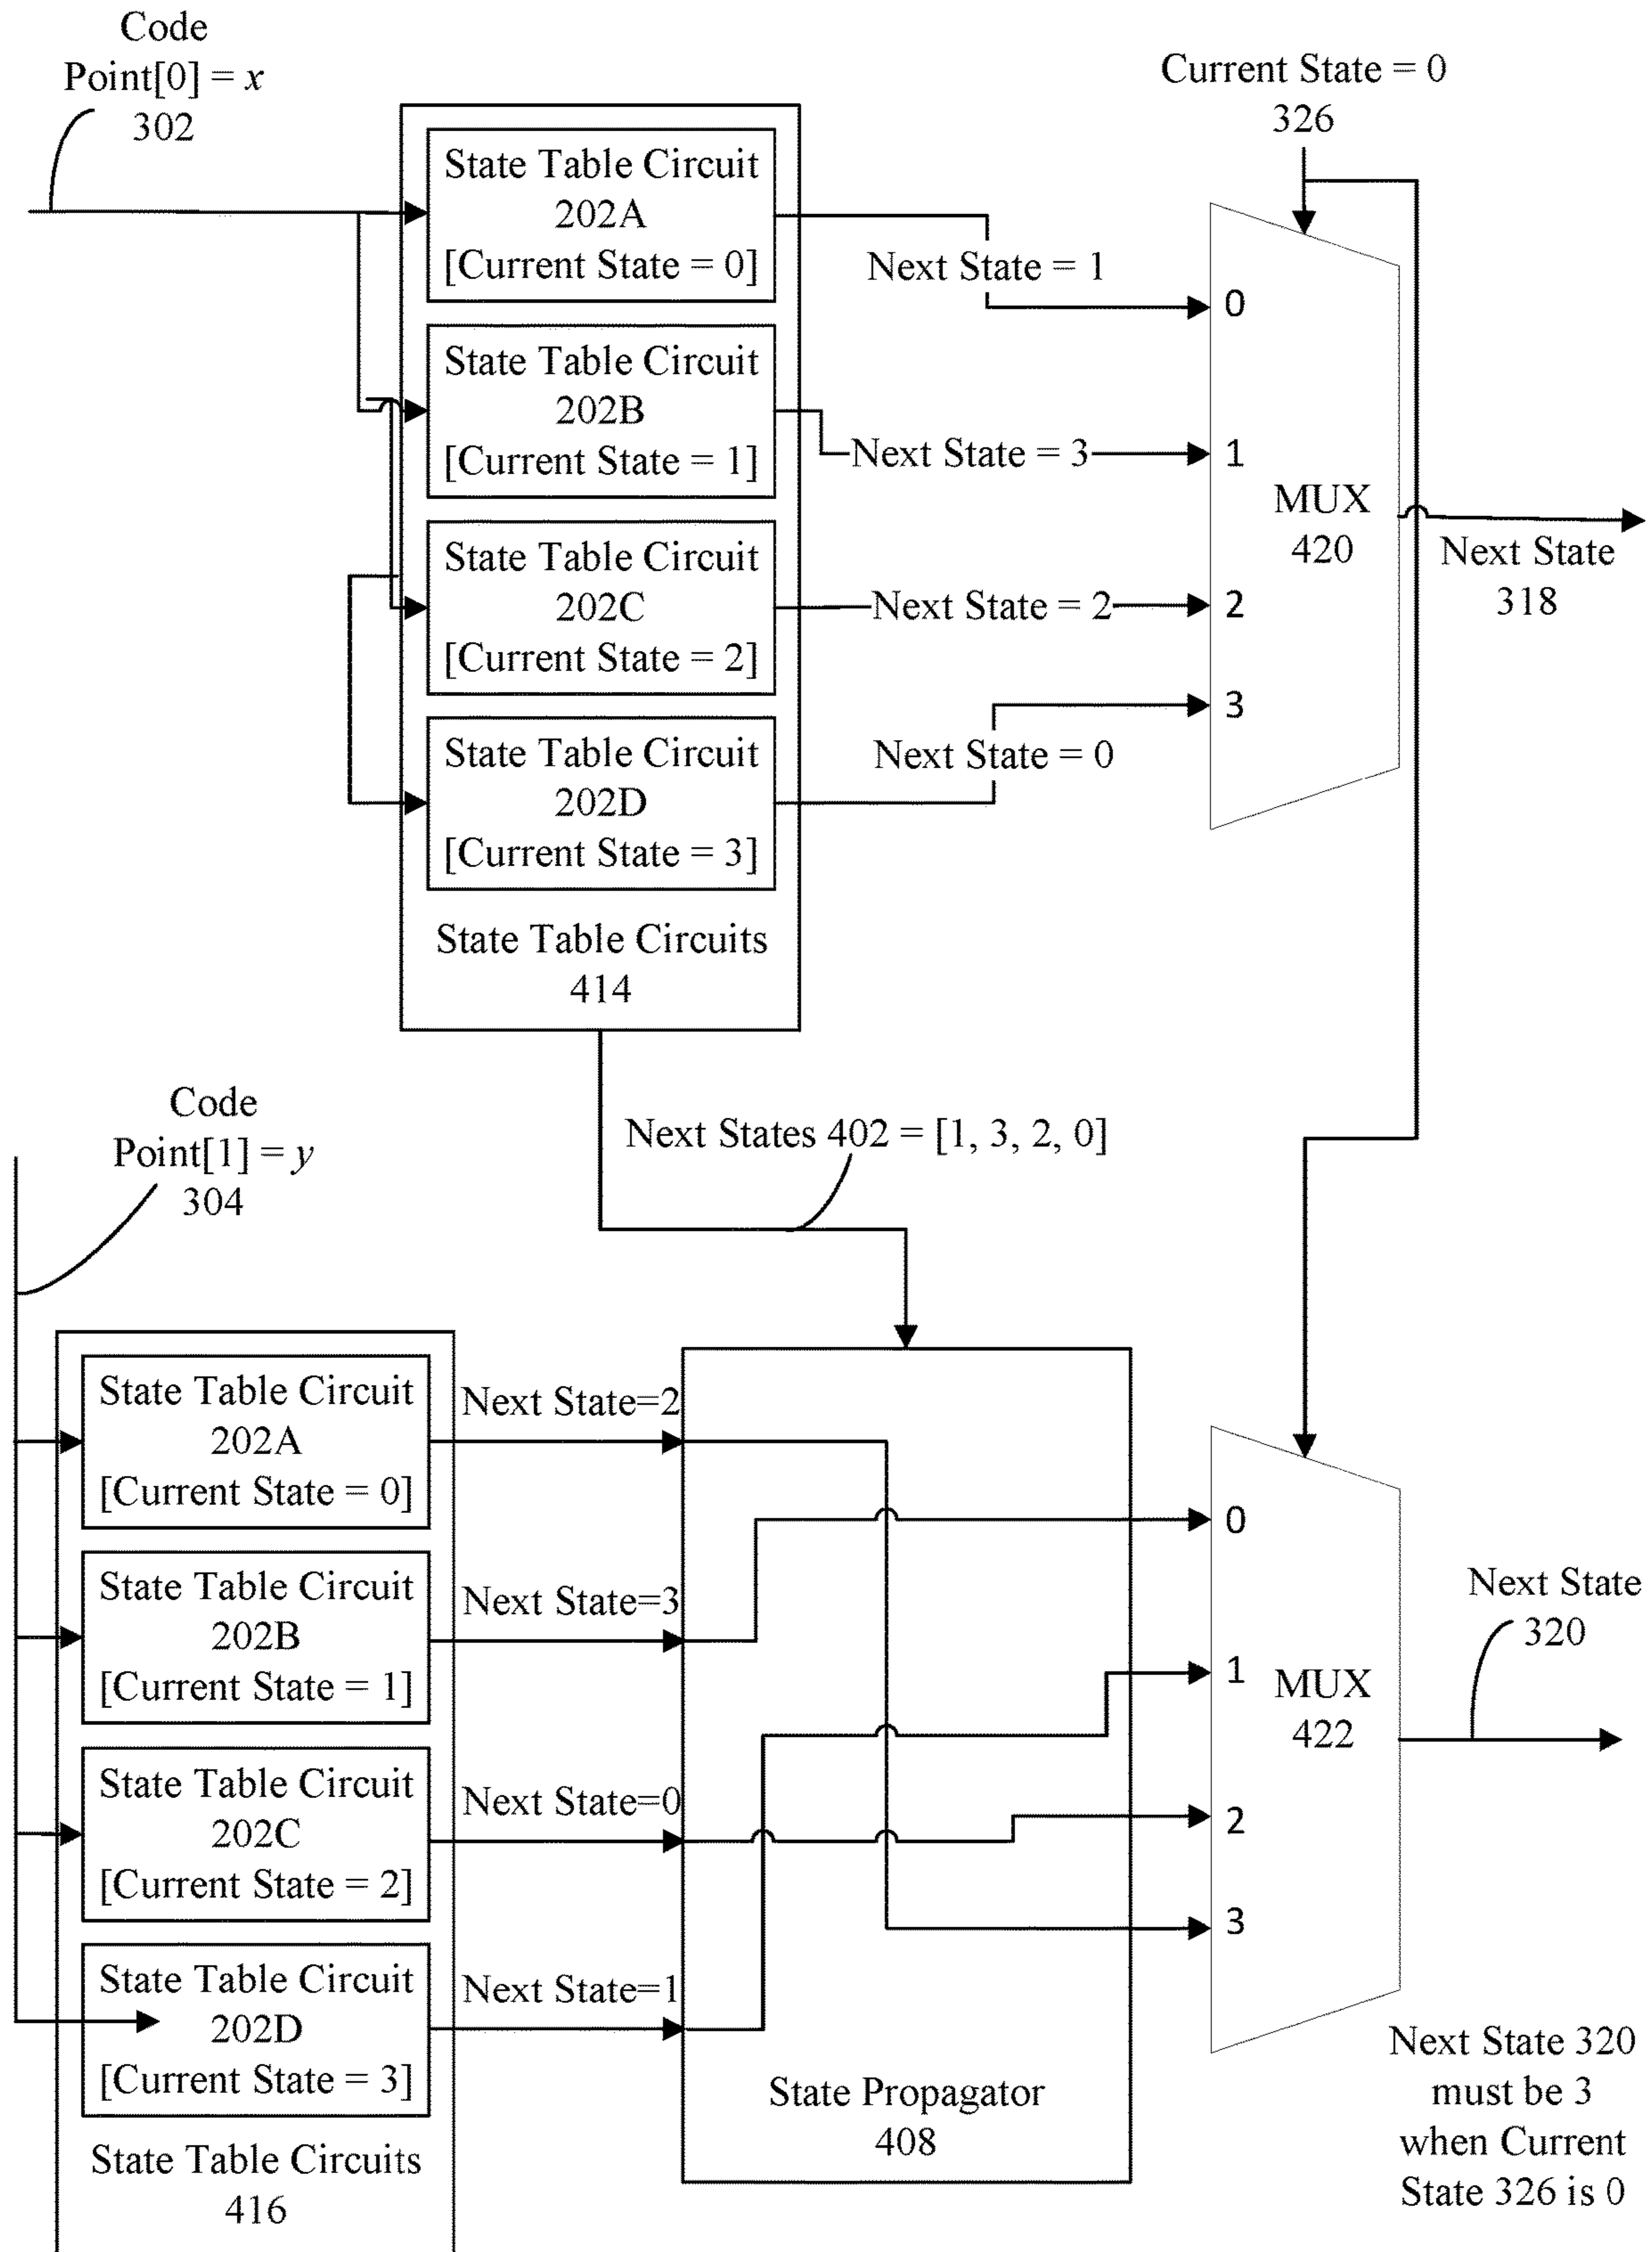 Code
Point[0] = x
302
Current State = 0
326
State Table Circuit
202A
[Current State = 0]
Next State = 1
0
State Table Circuit
202B
[Current State = 1]
Next State = 3
1
MUX
420
Next State
318
State Table Circuit
202C
[Current State = 2]
Next State = 2
2
3
State Table Circuit
202D
[Current State = 3]
Next State = 0
State Table Circuits
414
Code
Point[1] = y
304
Next States 402 = [1, 3, 2, 0]
State Table Circuit
202A
[Current State = 0]
Next State=2
0
State Table Circuit
202B
[Current State = 1]
Next State=3
1
MUX
422
Next State
320
State Table Circuit
202C
[Current State = 2]
Next State=0
2
3
State Table Circuit
202D
[Current State = 3]
Next State=1
State Propagator
408
State Table Circuits
416
Next State 320
must be 3
when Current
State 326 is 0